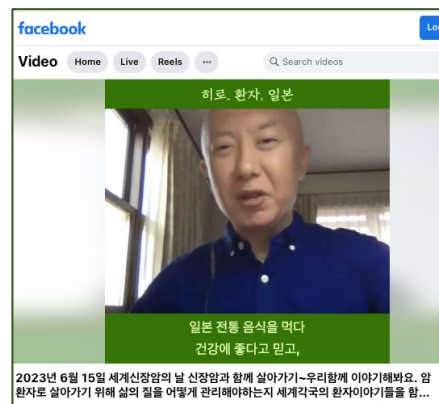 facebook
Lo
Video Home Live Reels ... Search videos
히로. 환자. 일본
일본 전통 음식을 먹다
건강에 좋다고 믿고,
2023년 6월 15일 세계신장암의 날 신장암과 함께 살아가기~우리함께 이야기해봐요. 암
환자로 살아가기 위해 삶의 질을 어떻게 관리해야하는지 세계각국의 환자이야기들을 함...